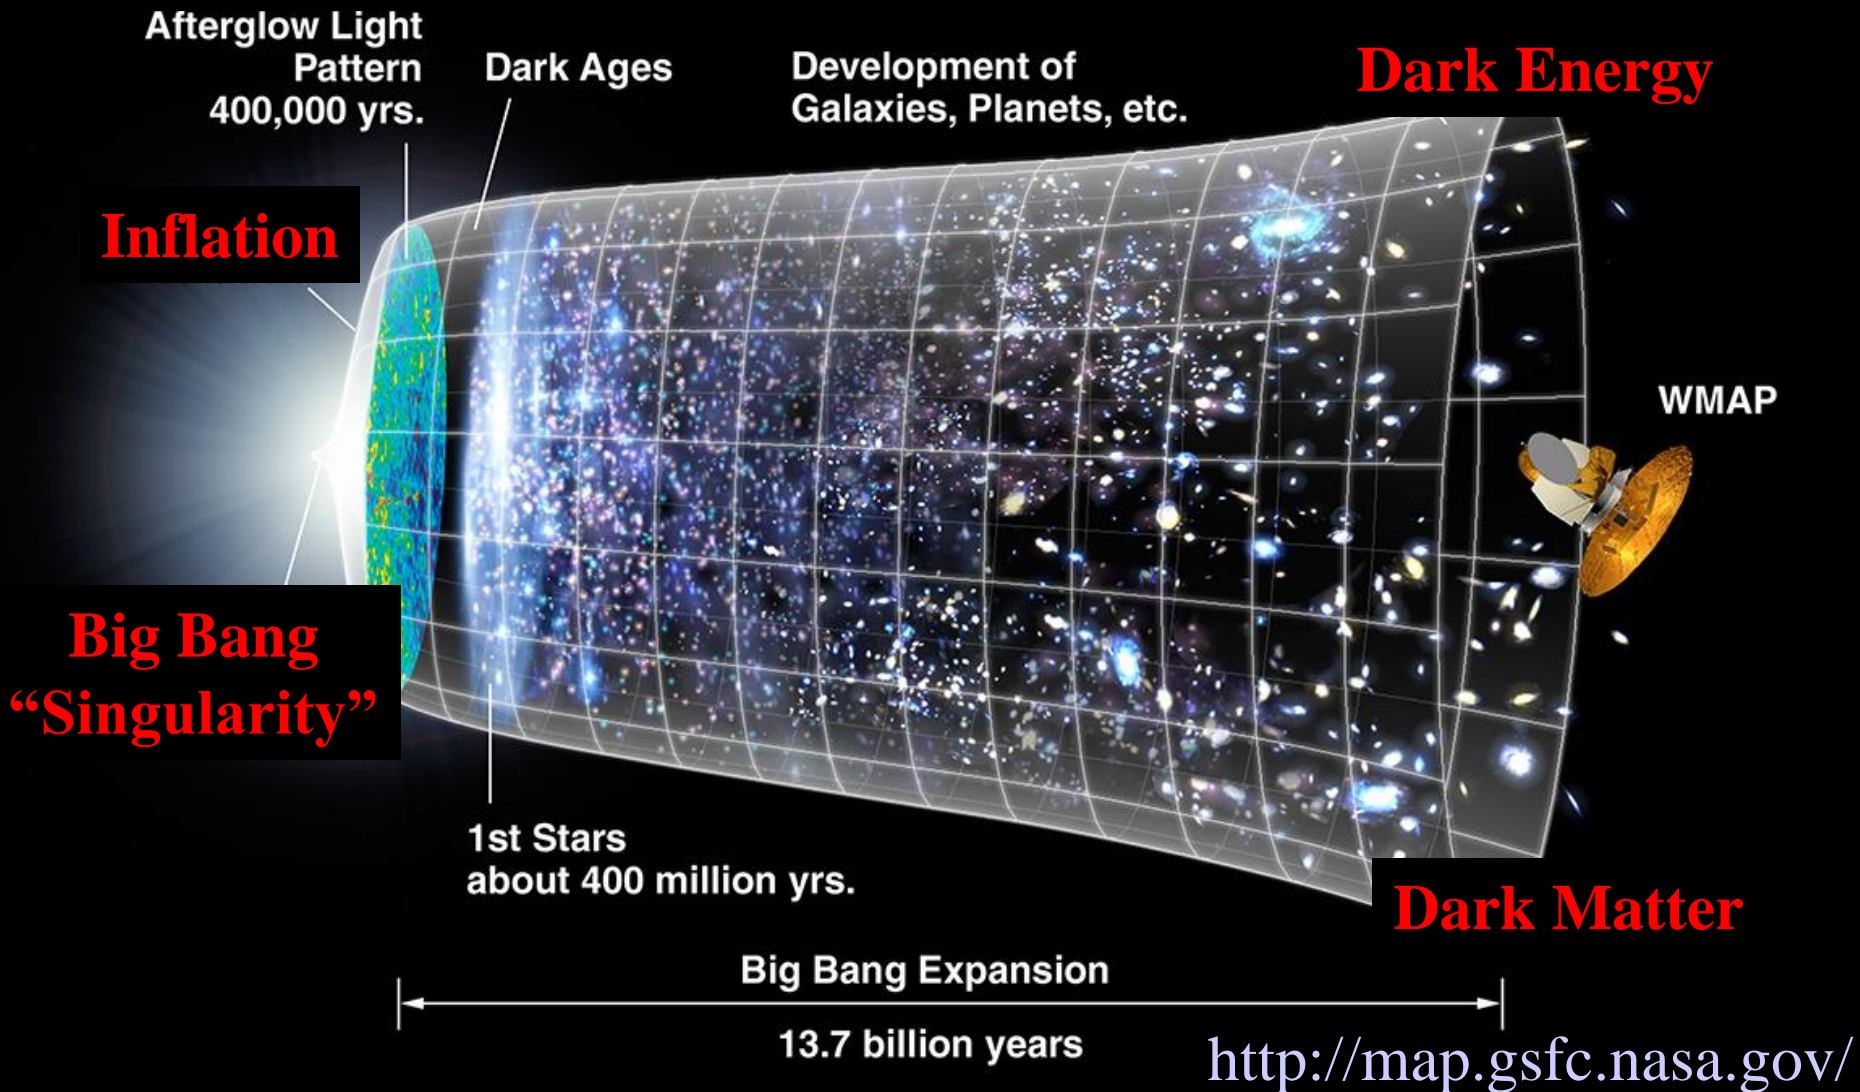 Afterglow Light
Pattern
400,000 yrs.
Dark Ages
Development of
Galaxies, Planets, etc.
Dark Energy
Inflation
WMAP
Big Bang
“Singularity”
1st Stars
about 400 million yrs.
Dark Matter
Big Bang Expansion
13.7 billion years
http://map.gsfc.nasa.gov/